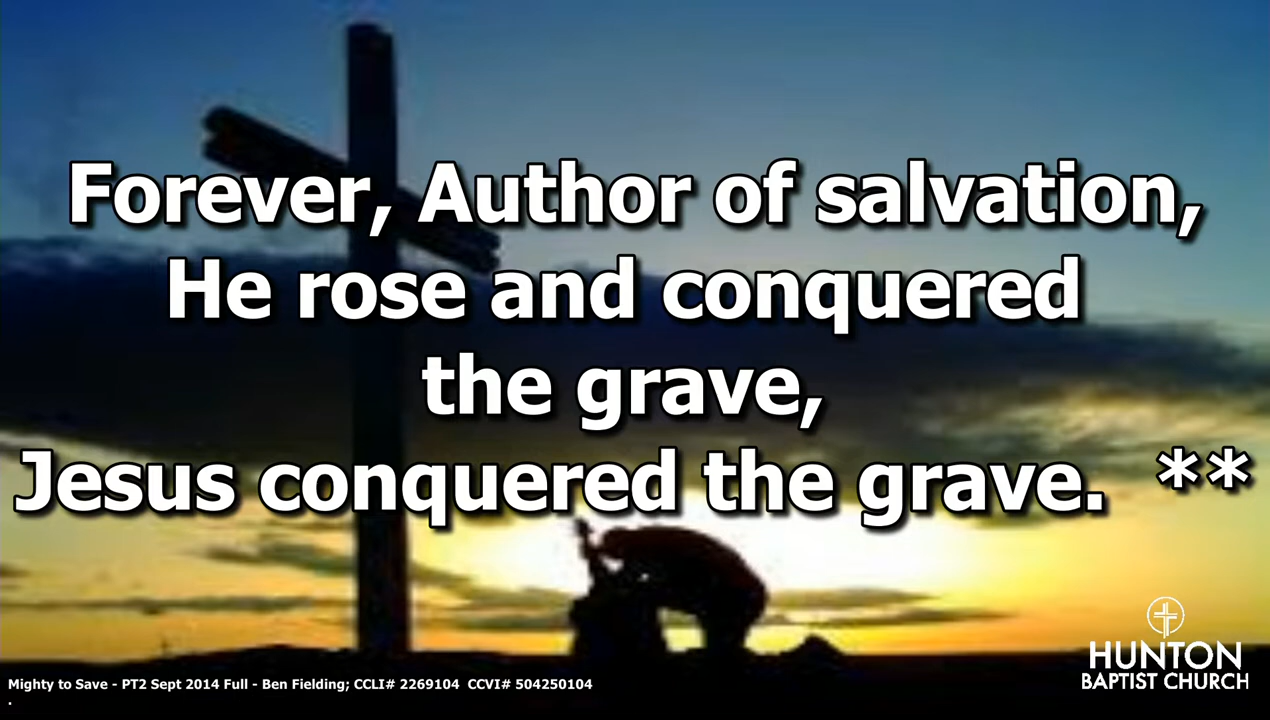 Forever, Author of salvation,
He rose and conquered
the grave,
Jesus conquered the grave.  **
HUNTON
BAPTIST CHURCH
Mighty to Save - PT2 Sept 2014 Full - Ben Fielding; CCLI# 2269104  CCVI# 504250104
.